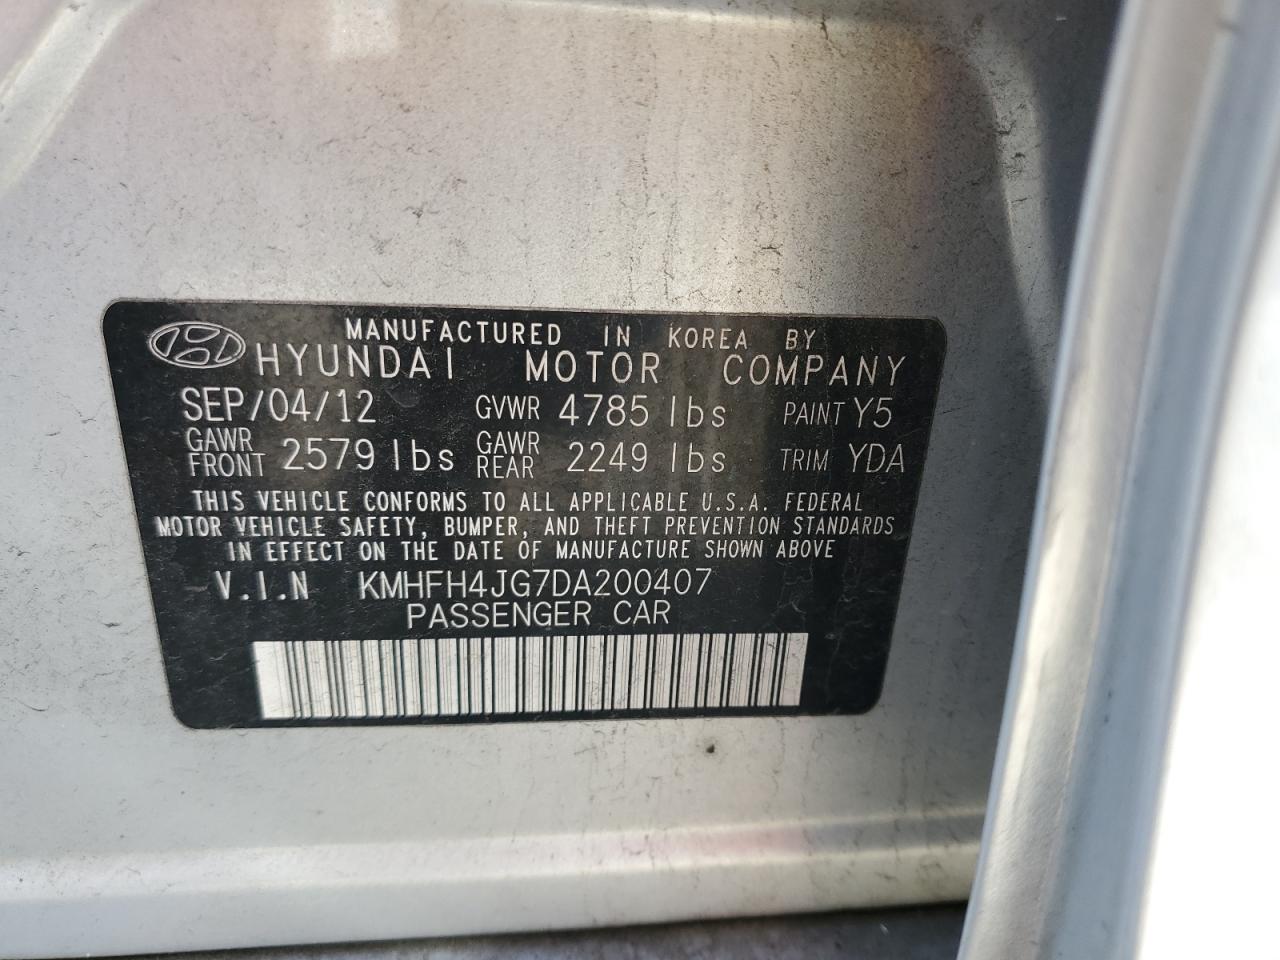 MANUFACTURED IN KOREA BY
HYUNDAI MOTOR COMPANY
SEP/04/12 GVWR 4785 lbs PAINT Y5
GAWR FRONT 2579 lbs GAWR REAR 2249 lbs TRIM YDA
THIS VEHICLE CONFORMS TO ALL APPLICABLE U.S.A. FEDERAL
MOTOR VEHICLE SAFETY, BUMPER, AND THEFT PREVENTION STANDARDS
IN EFFECT ON THE DATE OF MANUFACTURE SHOWN ABOVE
V.I.N KMHFH4JG7DA200407
PASSENGER CAR